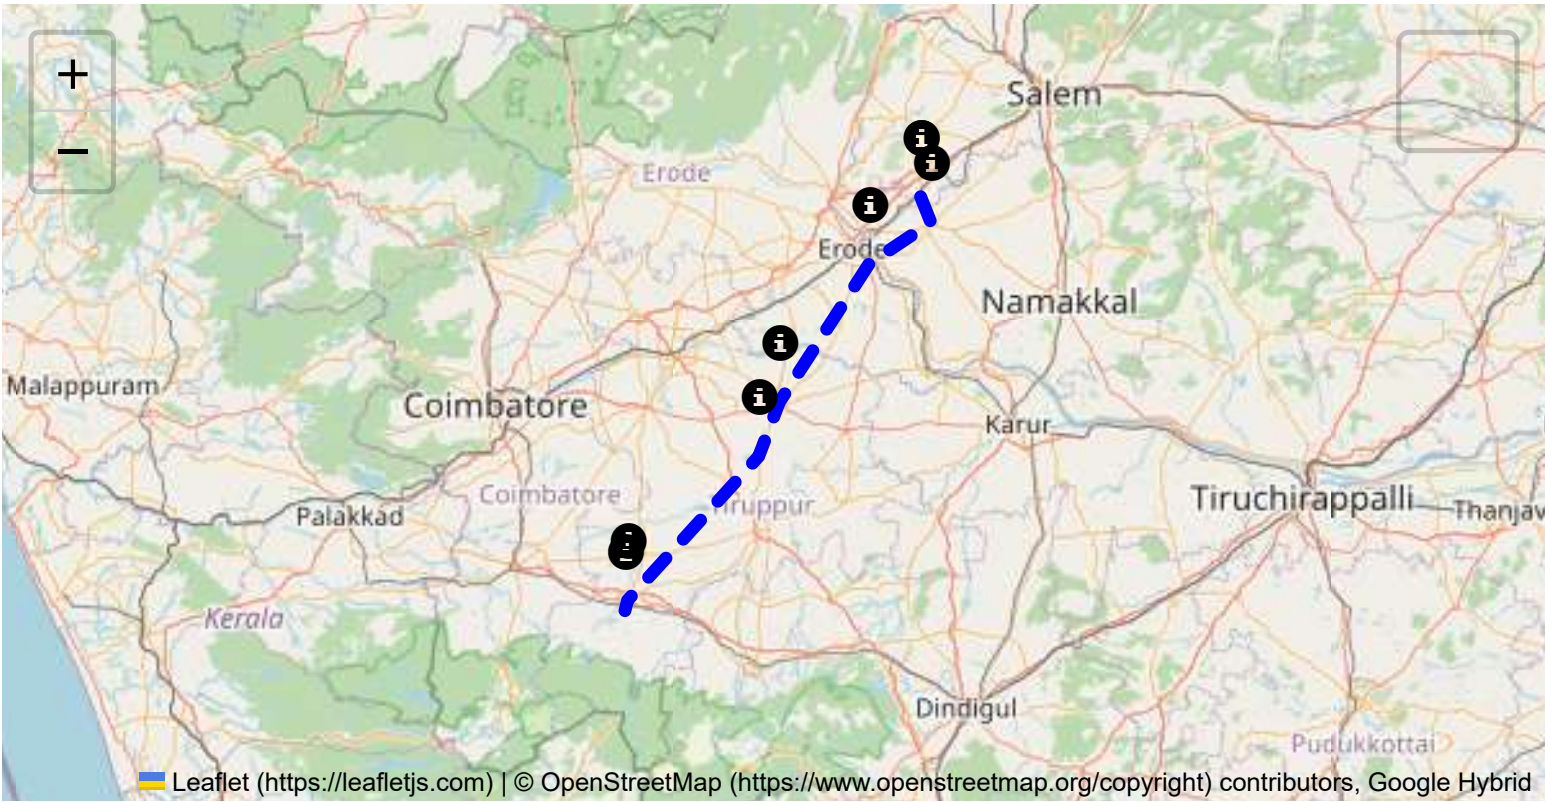 +
−
Salem
Erode
Erode
Namakkal
Malappuram
Coimbatore
Karur
Coimbatore
Tiruppur
Tiruchirappalli
Thanjav
Palakkad
Kerala
Dindigul
Pudukkottai
Leaflet (https://leafletjs.com) | © OpenStreetMap (https://www.openstreetmap.org/copyright) contributors, Google Hybrid